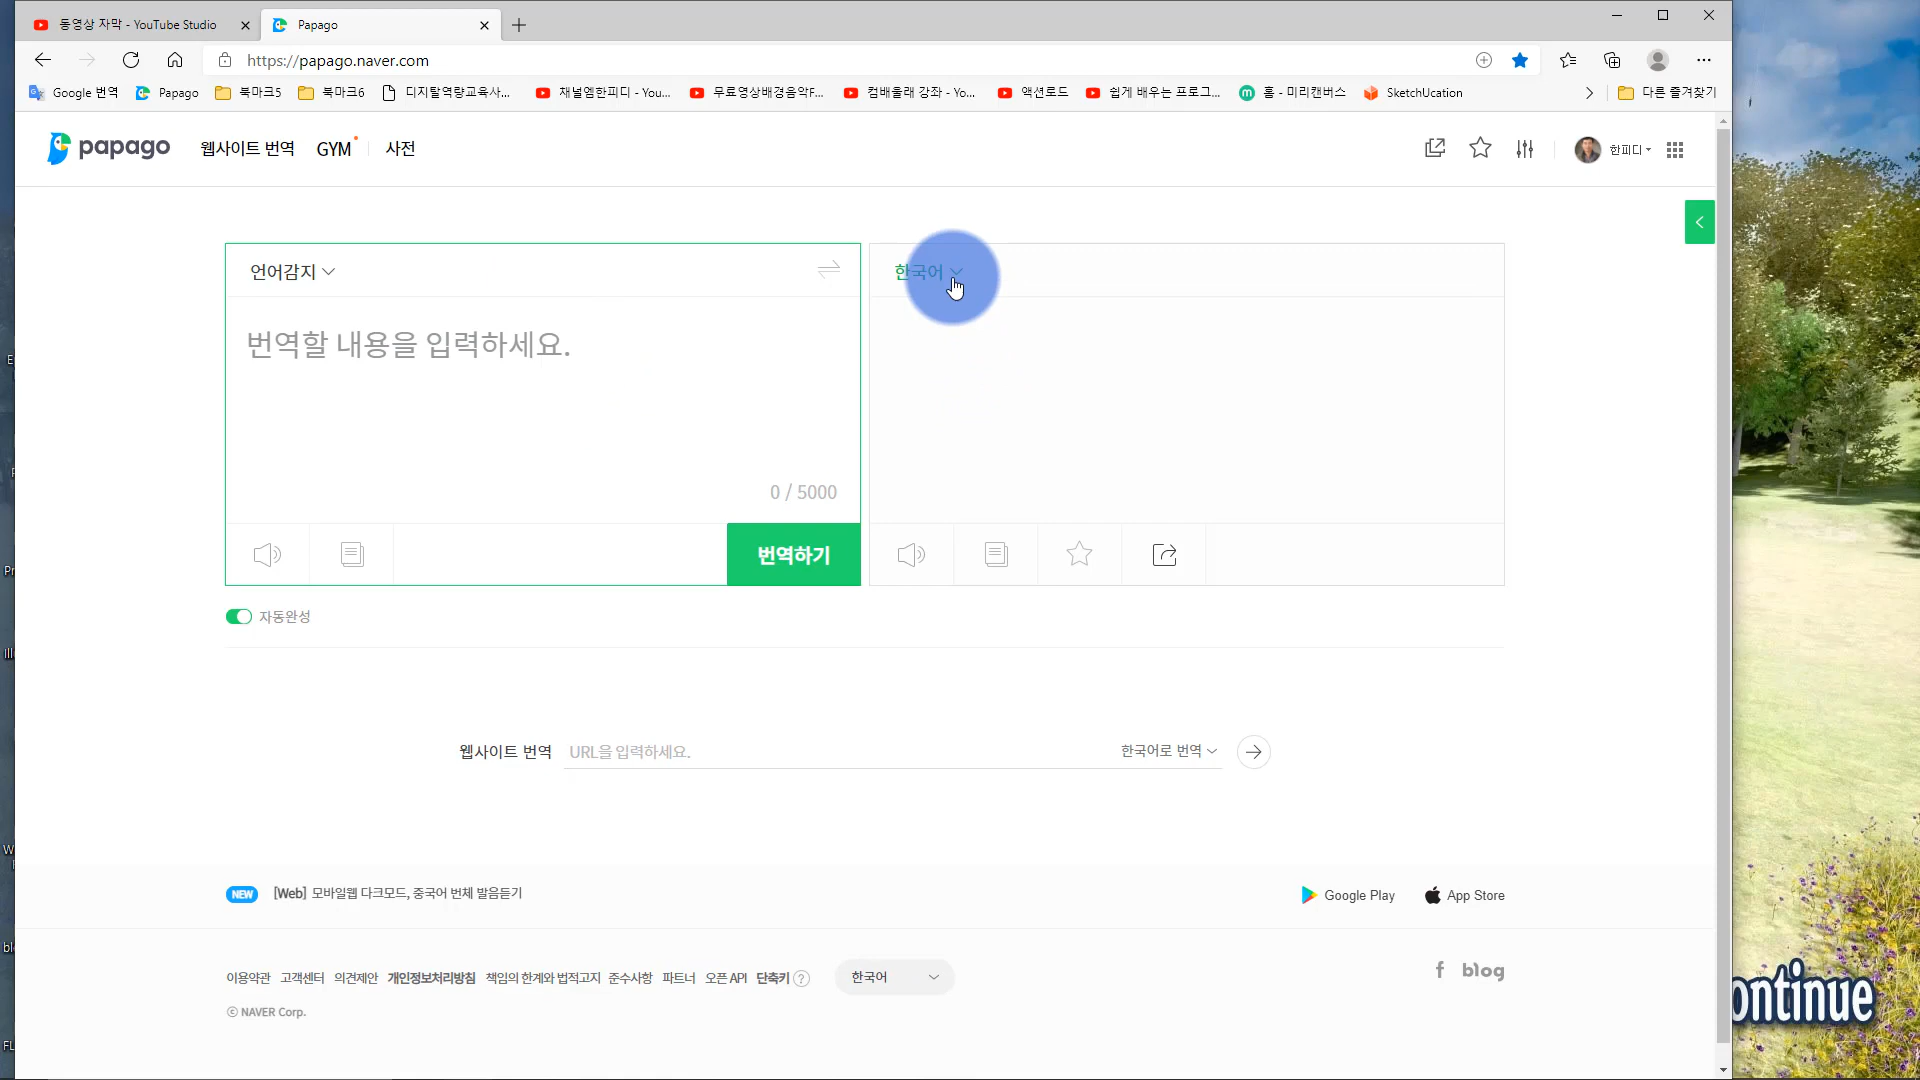 동영상 자막 - YouTube Studio
Papago
https://papago.naver.com
Google 번역
Papago
북마크5
북마크6
디지탈역량교육사...
채널엠한피디 - You...
무료영상배경음악F...
컴배올래 강좌 - Yo...
액션로드
쉽게 배우는 프로그...
홈 - 미리캔버스
SketchUcation
다른 즐겨찾기
papago
웹사이트 번역
GYM
사전
한피디
언어감지
한국어
번역할 내용을 입력하세요.
0 / 5000
번역하기
자동완성
웹사이트 번역
URL을 입력하세요.
한국어로 번역
NEW
[Web] 모바일웹 다크모드, 중국어 번체 발음듣기
Google Play
App Store
이용약관 고객센터 의견제안 개인정보처리방침 책임의 한계와 법적고지 준수사항 파트너 오픈 API 단축키 ?
한국어
f
blog
ⓒ NAVER Corp.
ontinue